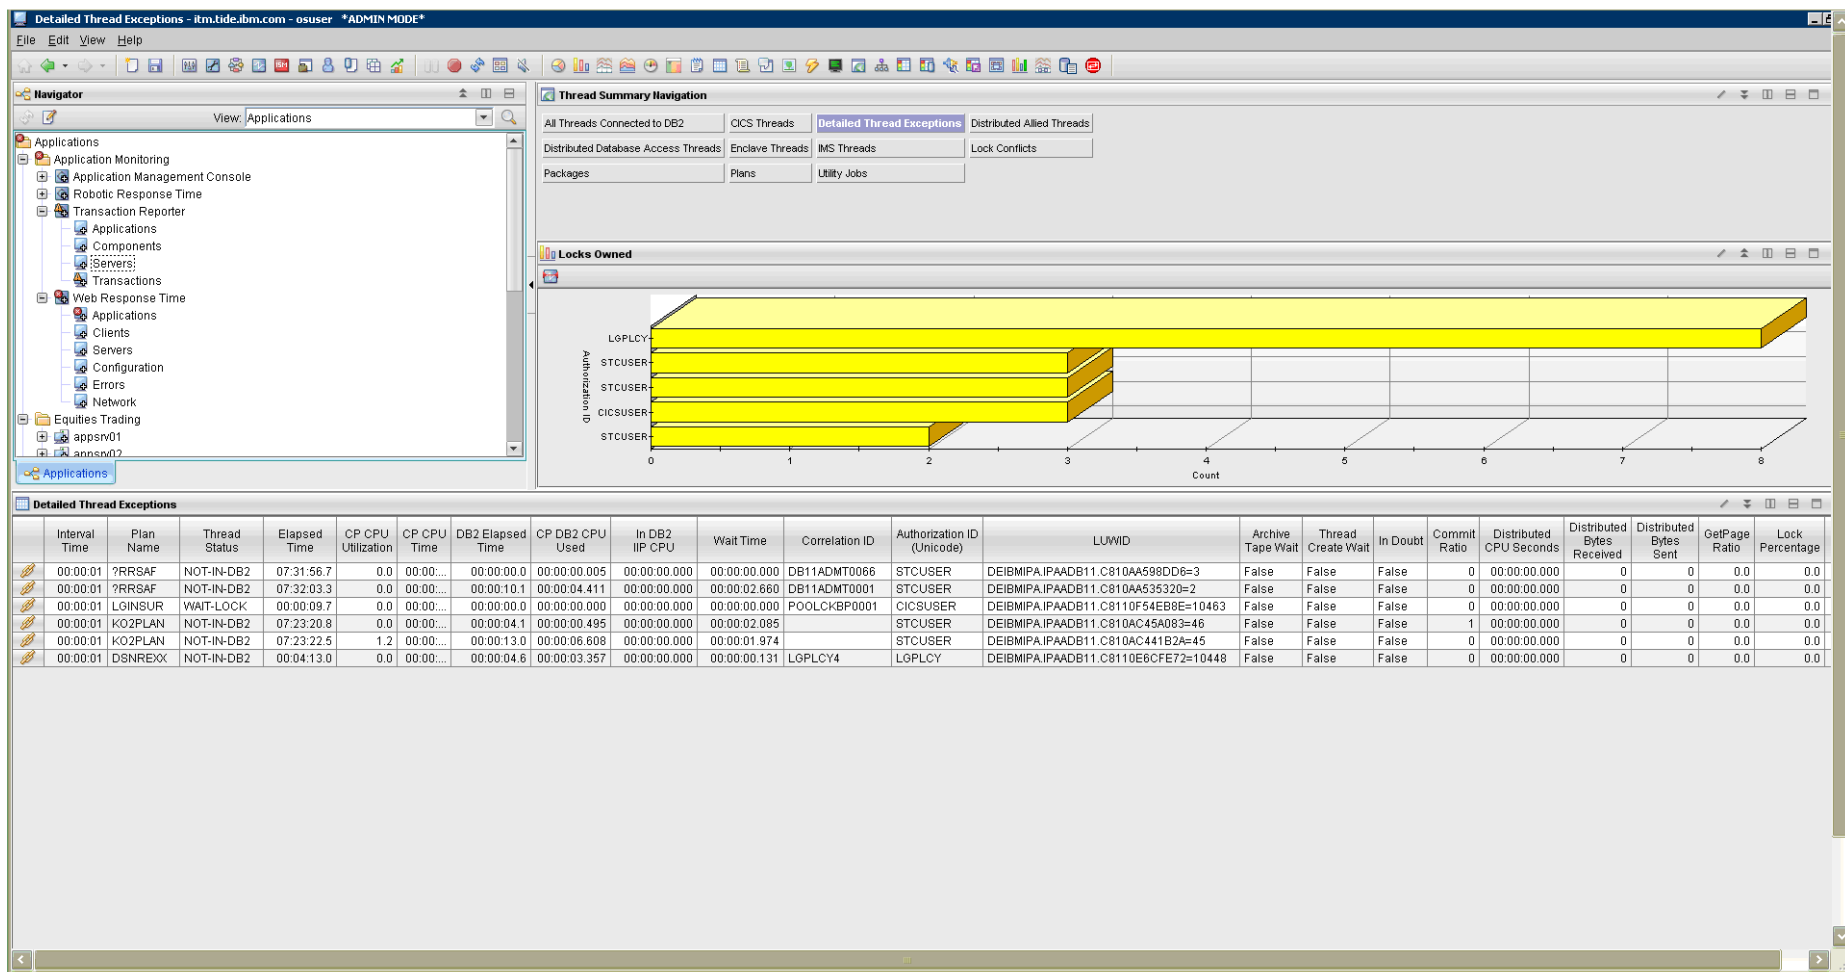 Detailed Thread Exceptions - itm.tide.ibm.com - osuser *ADMIN MODE*
File Edit View Help
Navigator
View: Applications
Applications
Application Monitoring
Application Management Console
Robotic Response Time
Transaction Reporter
Applications
Components
Servers
Transactions
Web Response Time
Applications
Clients
Servers
Configuration
Errors
Network
Equities Trading
appsrv01
appsrv02
Applications
Thread Summary Navigation
All Threads Connected to DB2 CICS Threads Detailed Thread Exceptions Distributed Allied Threads
Distributed Database Access Threads Enclave Threads IMS Threads Lock Conflicts
Packages Plans Utility Jobs
Locks Owned
Authorization ID
LGPLCY
STCUSER
STCUSER
CICSUSER
STCUSER
0 1 2 3 4 5 6 7 8
Count
Detailed Thread Exceptions
Interval Time Plan Name Thread Status Elapsed Time CP CPU Utilization CP CPU Time DB2 Elapsed Time CP DB2 CPU Used In DB2 IIP CPU Wait Time Correlation ID Authorization ID (Unicode) LUWID Archive Tape Wait Thread Create Wait In Doubt Commit Ratio Distributed CPU Seconds Distributed Bytes Received Distributed Bytes Sent GetPage Ratio Lock Percentage
00:00:01 ?RRSAF NOT-IN-DB2 07:31:56.7 0.0 00:00:... 00:00:00.0 00:00:00.005 00:00:00.000 00:00:00.000 DB11ADMT0066 STCUSER DEIBMIPA.IPAADB11.C810AA598DD6=3 False False False 0 00:00:00.000 0 0 0.0 0.0
00:00:01 ?RRSAF NOT-IN-DB2 07:32:03.3 0.0 00:00:... 00:00:10.1 00:00:04.411 00:00:00.000 00:00:02.660 DB11ADMT0001 STCUSER DEIBMIPA.IPAADB11.C810AA535320=2 False False False 0 00:00:00.000 0 0 0.0 0.0
00:00:01 LGINSUR WAIT-LOCK 00:00:09.7 0.0 00:00:... 00:00:00.0 00:00:00.000 00:00:00.000 00:00:00.000 POOLCKBP0001 CICSUSER DEIBMIPA.IPAADB11.C8110F54EB8E=10463 False False False 0 00:00:00.000 0 0 0.0 0.0
00:00:01 KO2PLAN NOT-IN-DB2 07:23:20.8 0.0 00:00:... 00:00:04.1 00:00:00.495 00:00:00.000 00:00:02.085 STCUSER DEIBMIPA.IPAADB11.C810AC45A083=46 False False False 1 00:00:00.000 0 0 0.0 0.0
00:00:01 KO2PLAN NOT-IN-DB2 07:23:22.5 1.2 00:00:... 00:00:13.0 00:00:06.608 00:00:00.000 00:00:01.974 STCUSER DEIBMIPA.IPAADB11.C810AC441B2A=45 False False False 0 00:00:00.000 0 0 0.0 0.0
00:00:01 DSNREXX NOT-IN-DB2 00:04:13.0 0.0 00:00:... 00:00:04.6 00:00:03.357 00:00:00.000 00:00:00.131 LGPLCY4 LGPLCY DEIBMIPA.IPAADB11.C8110E6CFE72=10448 False False False 0 00:00:00.000 0 0 0.0 0.0